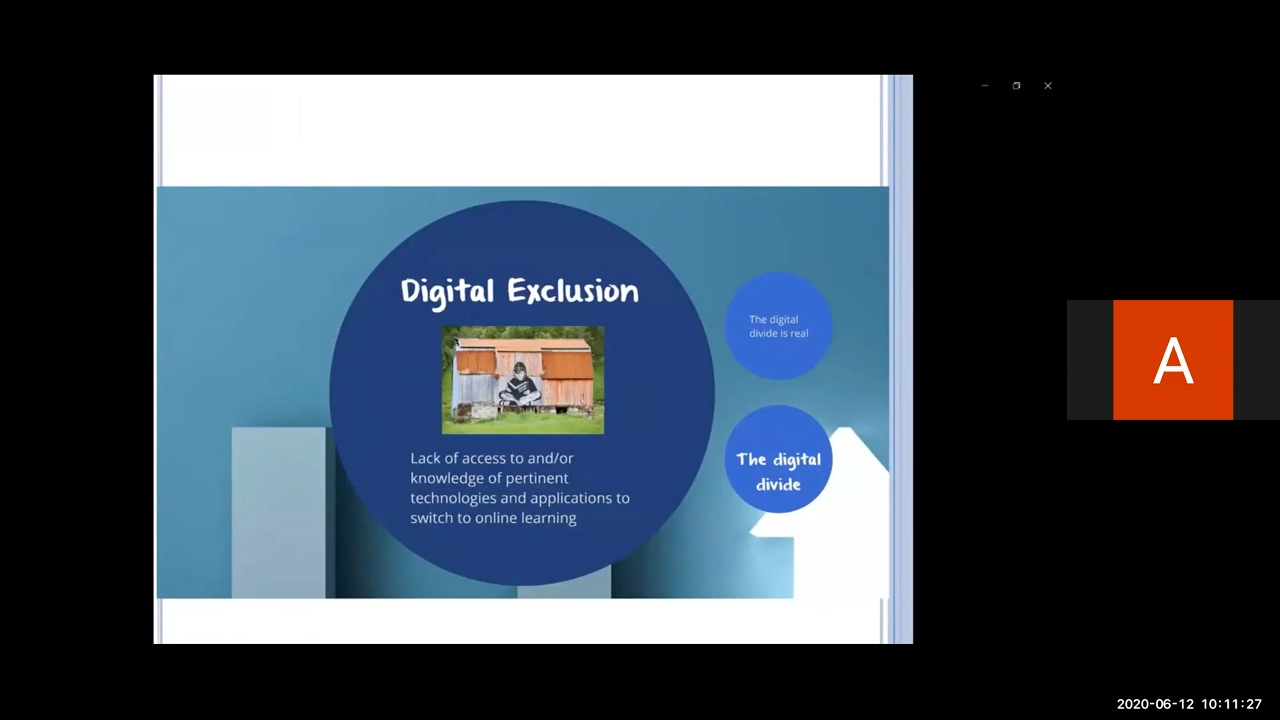 Digital Exclusion
Lack of access to and/or
knowledge of pertinent
technologies and applications to
switch to online learning
The digital
divide is real
The digital
divide
A
2020-06-12 10:11:27